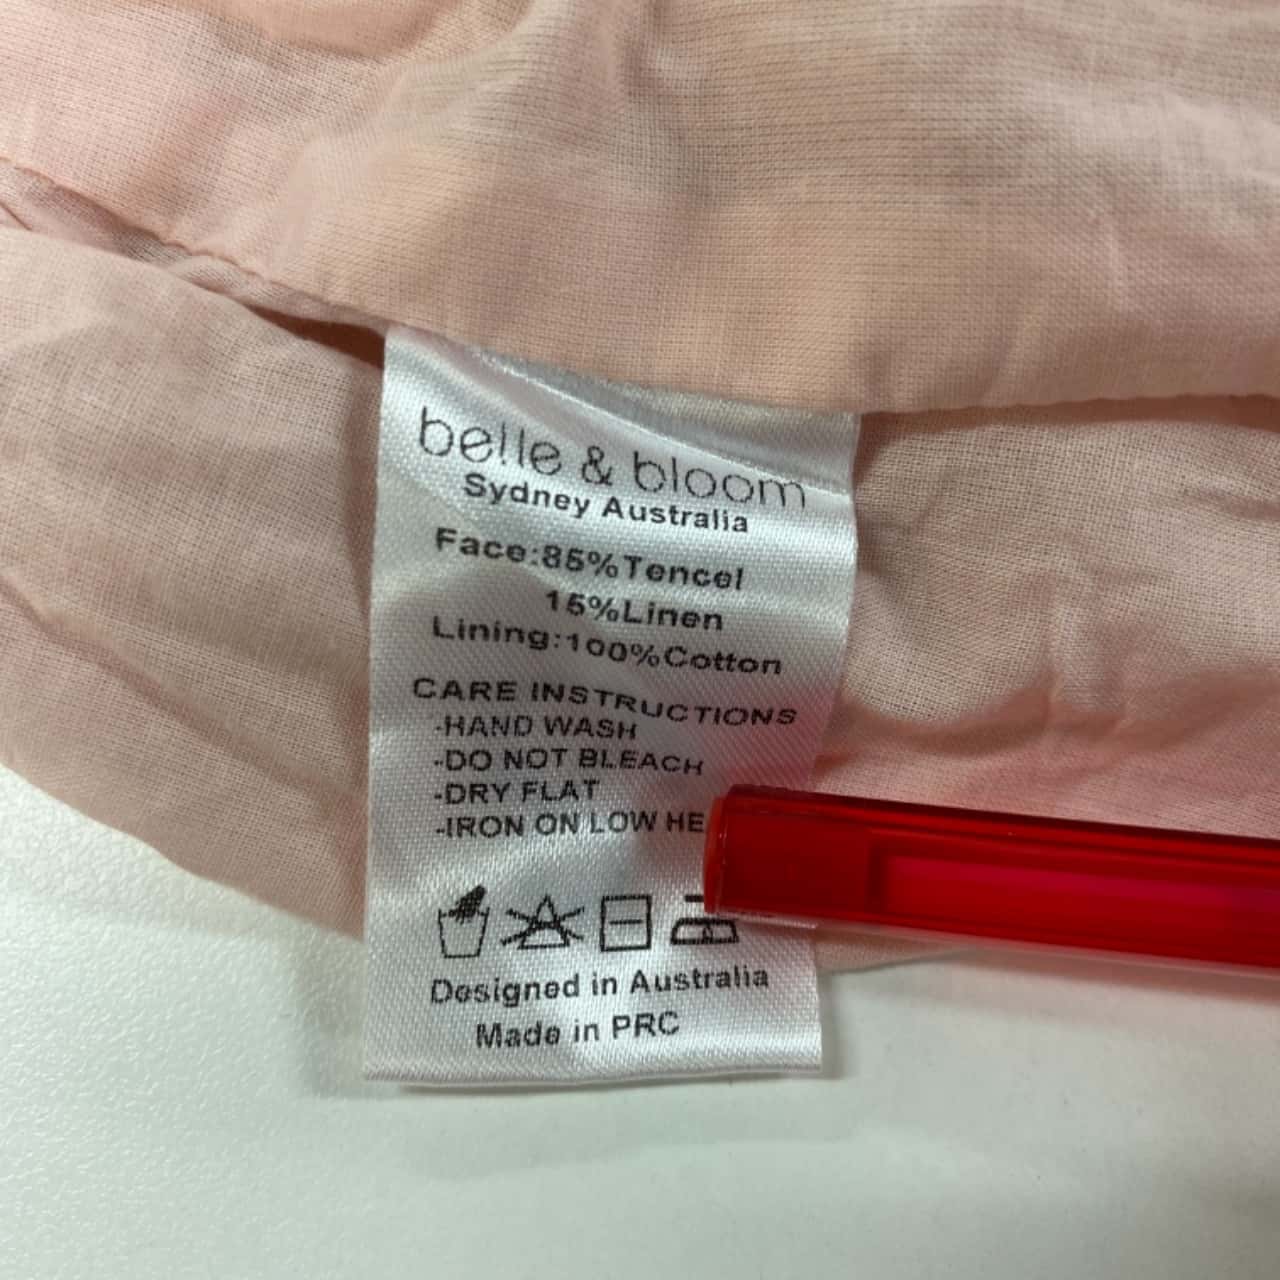 belle & bloom
Sydney Australia
Face:85%Tencel
15%Linen
Lining:100%Cotton
CARE INSTRUCTIONS
-HAND WASH
-DO NOT BLEACH
-DRY FLAT
-IRON ON LOW HE
Designed in Australia
Made in PRC